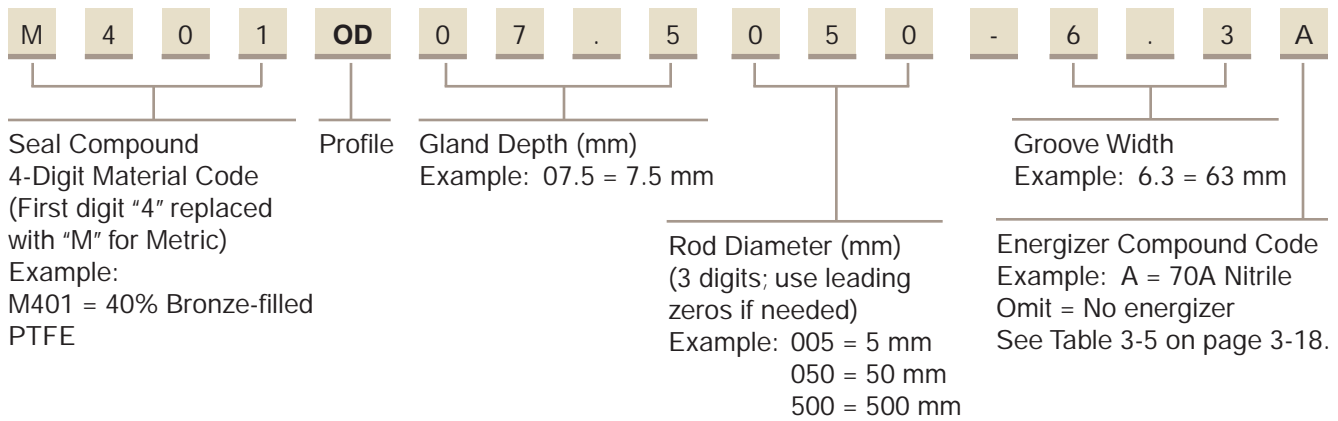 M 4 0 1 OD 0 7 . 5 0 5 0 - 6 . 3 A
Seal Compound
4-Digit Material Code
(First digit “4” replaced
with “M” for Metric)
Example:
M401 = 40% Bronze-filled
PTFE
Profile
Gland Depth (mm)
Example: 07.5 = 7.5 mm
Rod Diameter (mm)
(3 digits; use leading
zeros if needed)
Example: 005 = 5 mm
050 = 50 mm
500 = 500 mm
Groove Width
Example: 6.3 = 63 mm
Energizer Compound Code
Example: A = 70A Nitrile
Omit = No energizer
See Table 3-5 on page 3-18.